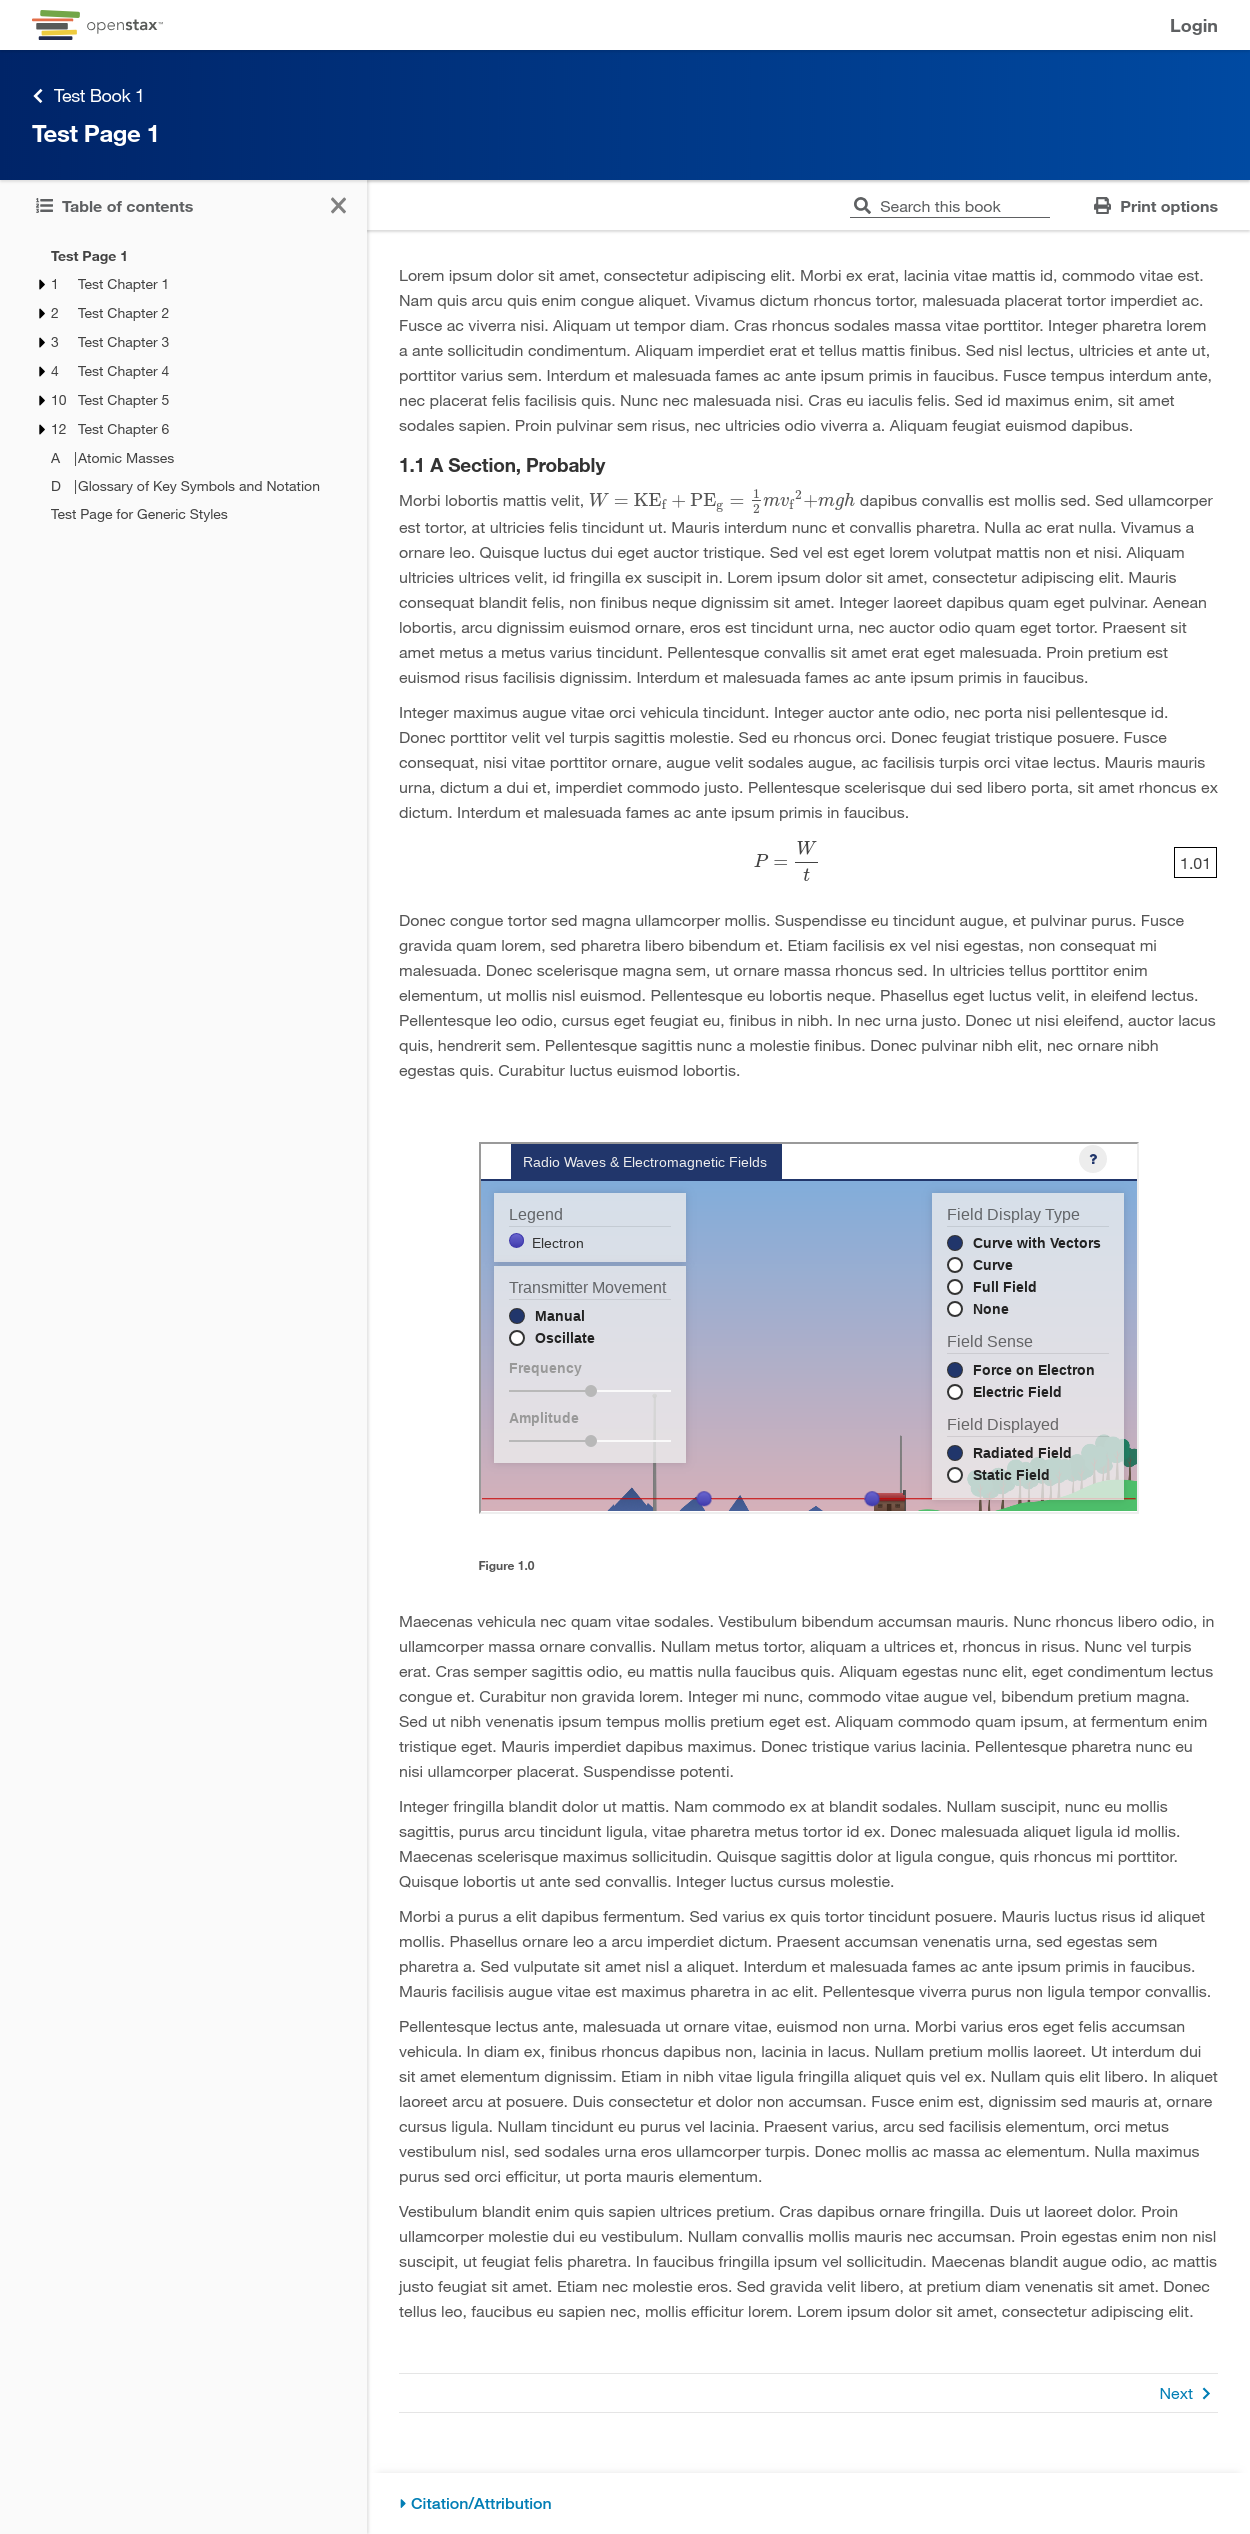 openstax™
Login
Test Book 1
Test Page 1
Table of contents
Search this book
Print options
Test Page 1
1 Test Chapter 1
2 Test Chapter 2
3 Test Chapter 3
4 Test Chapter 4
10 Test Chapter 5
12 Test Chapter 6
A |Atomic Masses
D |Glossary of Key Symbols and Notation
Test Page for Generic Styles
Lorem ipsum dolor sit amet, consectetur adipiscing elit. Morbi ex erat, lacinia vitae mattis id, commodo vitae est.
Nam quis arcu quis enim congue aliquet. Vivamus dictum rhoncus tortor, malesuada placerat tortor imperdiet ac.
Fusce ac viverra nisi. Aliquam ut tempor diam. Cras rhoncus sodales massa vitae porttitor. Integer pharetra lorem
a ante sollicitudin condimentum. Aliquam imperdiet erat et tellus mattis finibus. Sed nisl lectus, ultricies et ante ut,
porttitor varius sem. Interdum et malesuada fames ac ante ipsum primis in faucibus. Fusce tempus interdum ante,
nec placerat felis facilisis quis. Nunc nec malesuada nisi. Cras eu iaculis felis. Sed id maximus enim, sit amet
sodales sapien. Proin pulvinar sem risus, nec ultricies odio viverra a. Aliquam feugiat euismod dapibus.
1.1 A Section, Probably
Morbi lobortis mattis velit, W = KE_f + PE_g = 1/2 mv_f^2 + mgh dapibus convallis est mollis sed. Sed ullamcorper
est tortor, at ultricies felis tincidunt ut. Mauris interdum nunc et convallis pharetra. Nulla ac erat nulla. Vivamus a
ornare leo. Quisque luctus dui eget auctor tristique. Sed vel est eget lorem volutpat mattis non et nisi. Aliquam
ultricies ultrices velit, id fringilla ex suscipit in. Lorem ipsum dolor sit amet, consectetur adipiscing elit. Mauris
consequat blandit felis, non finibus neque dignissim sit amet. Integer laoreet dapibus quam eget pulvinar. Aenean
lobortis, arcu dignissim euismod ornare, eros est tincidunt urna, nec auctor odio quam eget tortor. Praesent sit
amet metus a metus varius tincidunt. Pellentesque convallis sit amet erat eget malesuada. Proin pretium est
euismod risus facilisis dignissim. Interdum et malesuada fames ac ante ipsum primis in faucibus.
Integer maximus augue vitae orci vehicula tincidunt. Integer auctor ante odio, nec porta nisi pellentesque id.
Donec porttitor velit vel turpis sagittis molestie. Sed eu rhoncus orci. Donec feugiat tristique posuere. Fusce
consequat, nisi vitae porttitor ornare, augue velit sodales augue, ac facilisis turpis orci vitae lectus. Mauris mauris
urna, dictum a dui et, imperdiet commodo justo. Pellentesque scelerisque dui sed libero porta, sit amet rhoncus ex
dictum. Interdum et malesuada fames ac ante ipsum primis in faucibus.
P = W/t 1.01
Donec congue tortor sed magna ullamcorper mollis. Suspendisse eu tincidunt augue, et pulvinar purus. Fusce
gravida quam lorem, sed pharetra libero bibendum et. Etiam facilisis ex vel nisi egestas, non consequat mi
malesuada. Donec scelerisque magna sem, ut ornare massa rhoncus sed. In ultricies tellus porttitor enim
elementum, ut mollis nisl euismod. Pellentesque eu lobortis neque. Phasellus eget luctus velit, in eleifend lectus.
Pellentesque leo odio, cursus eget feugiat eu, finibus in nibh. In nec urna justo. Donec ut nisi eleifend, auctor lacus
quis, hendrerit sem. Pellentesque sagittis nunc a molestie finibus. Donec pulvinar nibh elit, nec ornare nibh
egestas quis. Curabitur luctus euismod lobortis.
Radio Waves & Electromagnetic Fields
?
Legend
Electron
Transmitter Movement
Manual
Oscillate
Frequency
Amplitude
Field Display Type
Curve with Vectors
Curve
Full Field
None
Field Sense
Force on Electron
Electric Field
Field Displayed
Radiated Field
Static Field
Figure 1.0
Maecenas vehicula nec quam vitae sodales. Vestibulum bibendum accumsan mauris. Nunc rhoncus libero odio, in
ullamcorper massa ornare convallis. Nullam metus tortor, aliquam a ultrices et, rhoncus in risus. Nunc vel turpis
erat. Cras semper sagittis odio, eu mattis nulla faucibus quis. Aliquam egestas nunc elit, eget condimentum lectus
congue et. Curabitur non gravida lorem. Integer mi nunc, commodo vitae augue vel, bibendum pretium magna.
Sed ut nibh venenatis ipsum tempus mollis pretium eget est. Aliquam commodo quam ipsum, at fermentum enim
tristique eget. Mauris imperdiet dapibus maximus. Donec tristique varius lacinia. Pellentesque pharetra nunc eu
nisi ullamcorper placerat. Suspendisse potenti.
Integer fringilla blandit dolor ut mattis. Nam commodo ex at blandit sodales. Nullam suscipit, nunc eu mollis
sagittis, purus arcu tincidunt ligula, vitae pharetra metus tortor id ex. Donec malesuada aliquet ligula id mollis.
Maecenas scelerisque maximus sollicitudin. Quisque sagittis dolor at ligula congue, quis rhoncus mi porttitor.
Quisque lobortis ut ante sed convallis. Integer luctus cursus molestie.
Morbi a purus a elit dapibus fermentum. Sed varius ex quis tortor tincidunt posuere. Mauris luctus risus id aliquet
mollis. Phasellus ornare leo a arcu imperdiet dictum. Praesent accumsan venenatis urna, sed egestas sem
pharetra a. Sed vulputate sit amet nisl a aliquet. Interdum et malesuada fames ac ante ipsum primis in faucibus.
Mauris facilisis augue vitae est maximus pharetra in ac elit. Pellentesque viverra purus non ligula tempor convallis.
Pellentesque lectus ante, malesuada ut ornare vitae, euismod non urna. Morbi varius eros eget felis accumsan
vehicula. In diam ex, finibus rhoncus dapibus non, lacinia in lacus. Nullam pretium mollis laoreet. Ut interdum dui
sit amet elementum dignissim. Etiam in nibh vitae ligula fringilla aliquet quis vel ex. Nullam quis elit libero. In aliquet
laoreet arcu at posuere. Duis consectetur et dolor non accumsan. Fusce enim est, dignissim sed mauris at, ornare
cursus ligula. Nullam tincidunt eu purus vel lacinia. Praesent varius, arcu sed facilisis elementum, orci metus
vestibulum nisl, sed sodales urna eros ullamcorper turpis. Donec mollis ac massa ac elementum. Nulla maximus
purus sed orci efficitur, ut porta mauris elementum.
Vestibulum blandit enim quis sapien ultrices pretium. Cras dapibus ornare fringilla. Duis ut laoreet dolor. Proin
ullamcorper molestie dui eu vestibulum. Nullam convallis mollis mauris nec accumsan. Proin egestas enim non nisl
suscipit, ut feugiat felis pharetra. In faucibus fringilla ipsum vel sollicitudin. Maecenas blandit augue odio, ac mattis
justo feugiat sit amet. Etiam nec molestie eros. Sed gravida velit libero, at pretium diam venenatis sit amet. Donec
tellus leo, faucibus eu sapien nec, mollis efficitur lorem. Lorem ipsum dolor sit amet, consectetur adipiscing elit.
Next
Citation/Attribution